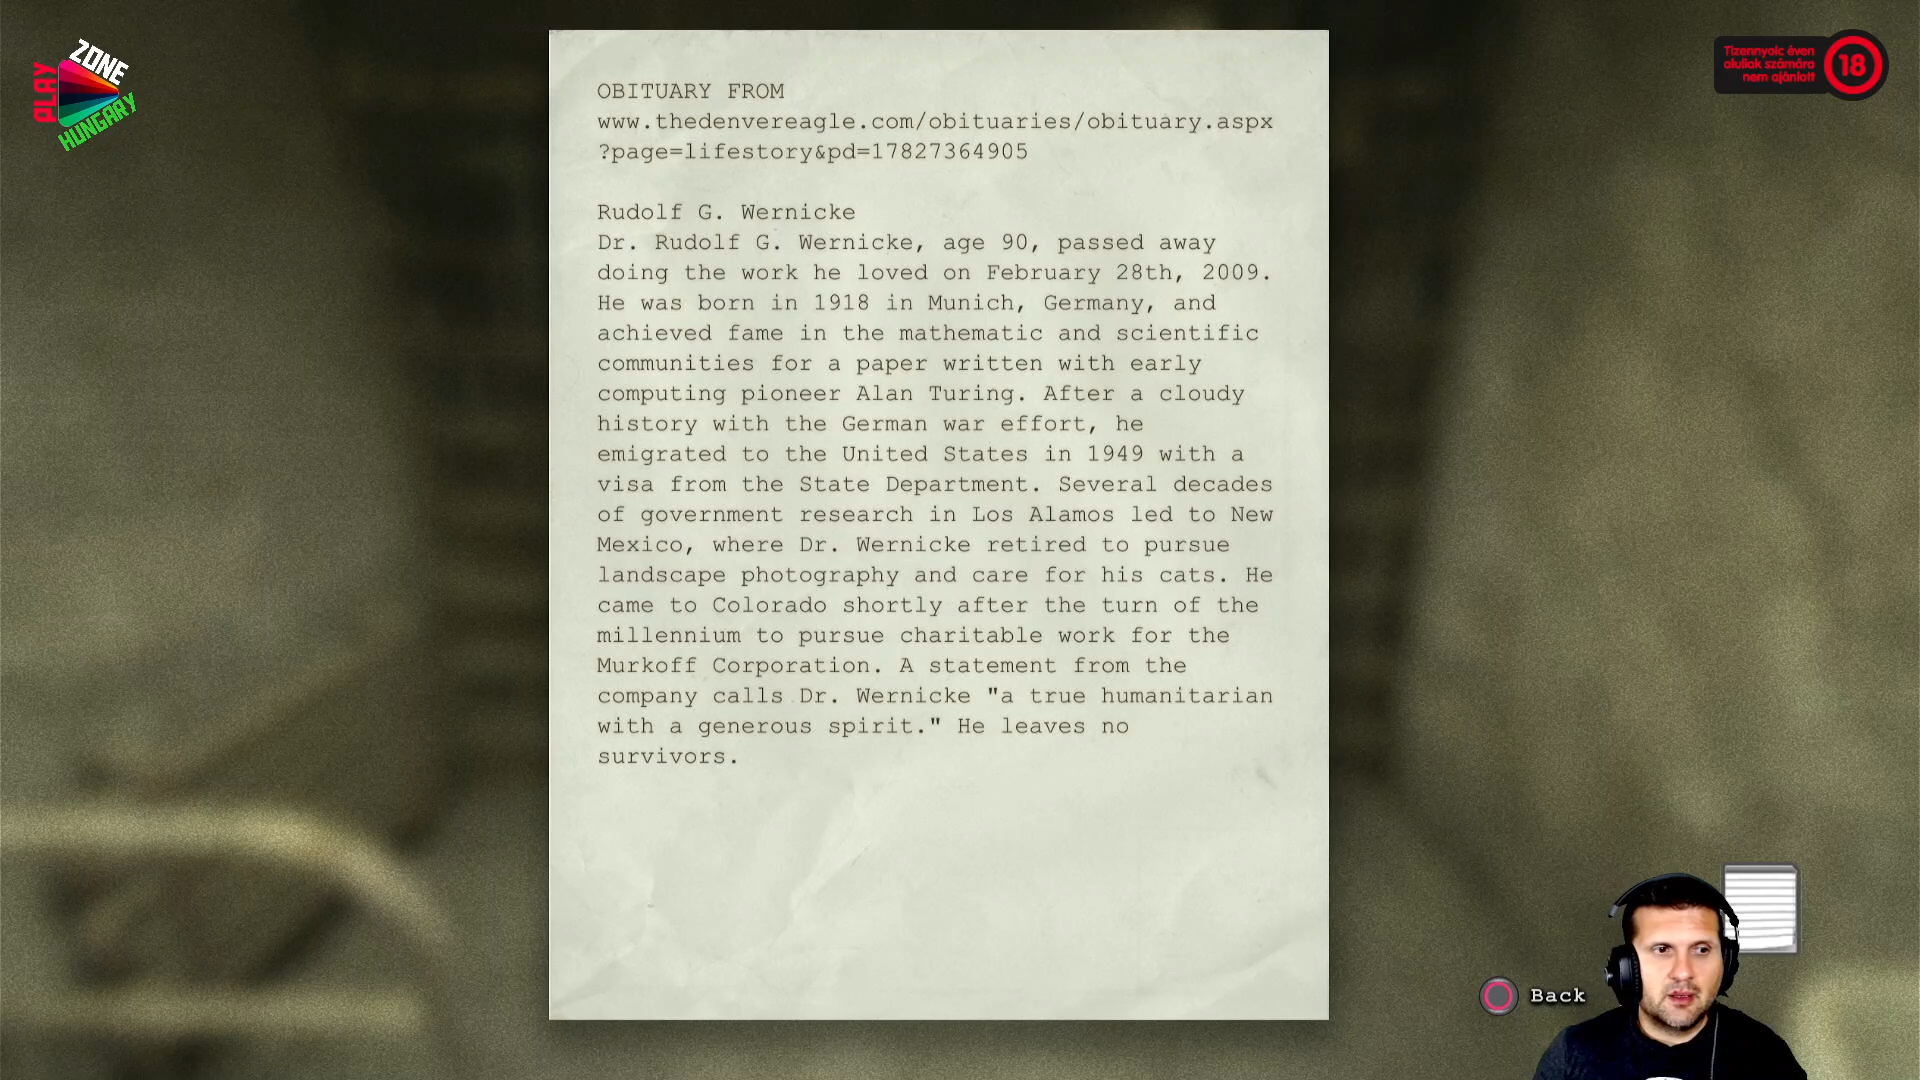 PLAY
ZONE
HUNGARY
Tizennyolc éven
aluliak számára
nem ajánlott
18
OBITUARY FROM
www.thedenvereagle.com/obituaries/obituary.aspx
?page=lifestory&pd=17827364905
Rudolf G. Wernicke
Dr. Rudolf G. Wernicke, age 90, passed away
doing the work he loved on February 28th, 2009.
He was born in 1918 in Munich, Germany, and
achieved fame in the mathematic and scientific
communities for a paper written with early
computing pioneer Alan Turing. After a cloudy
history with the German war effort, he
emigrated to the United States in 1949 with a
visa from the State Department. Several decades
of government research in Los Alamos led to New
Mexico, where Dr. Wernicke retired to pursue
landscape photography and care for his cats. He
came to Colorado shortly after the turn of the
millennium to pursue charitable work for the
Murkoff Corporation. A statement from the
company calls Dr. Wernicke "a true humanitarian
with a generous spirit." He leaves no
survivors.
Back